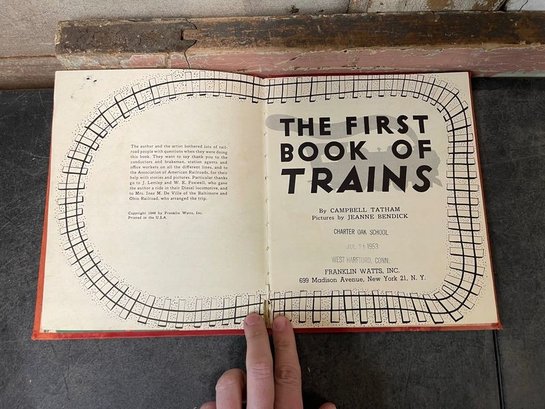 The author and the artist bothered lots of rail-
road people with questions when they were doing
this book. They want to say thank you to the
conductors and brakemen, station agents and
office workers on all the different lines, and to
the Association of American Railroads, for their
help with stories and pictures. Particular thanks
go to J. Lemley and W. K. Foxwell, who gave
the author a ride in their Diesel locomotive, and
to Mrs. Inez M. De Ville of the Baltimore and
Ohio Railroad, who arranged the trip.
Copyright 1948 by Franklin Watts, Inc.
Printed in the U.S.A.
THE FIRST
BOOK OF
TRAINS
By CAMPBELL TATHAM
Pictures by JEANNE BENDICK
CHARTER OAK SCHOOL
JUL 1953
WEST HARTFORD, CONN.
FRANKLIN WATTS, INC.
699 Madison Avenue, New York 21, N. Y.